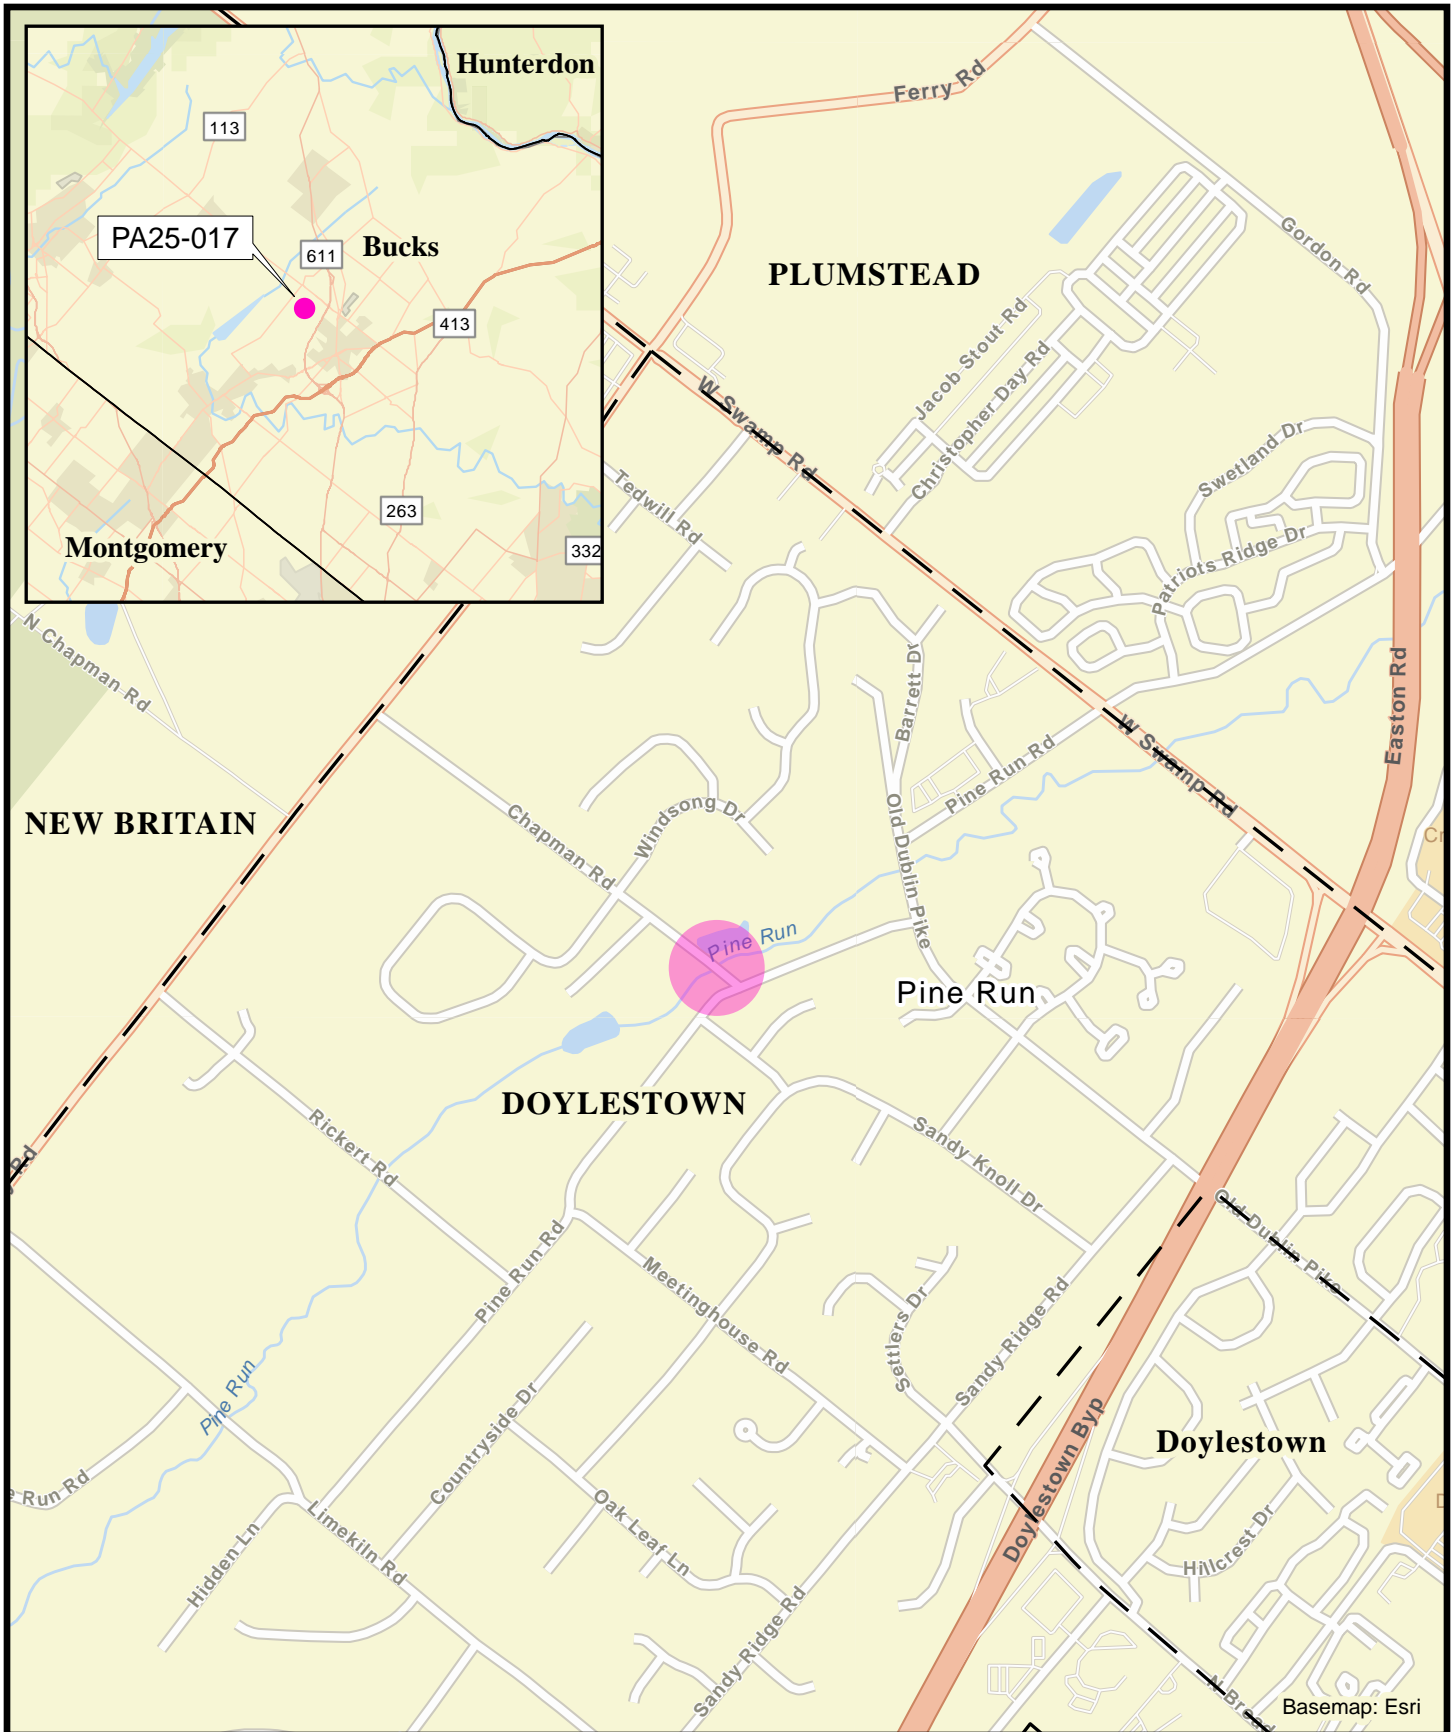 Hunterdon
113
PA25-017
611
Bucks
413
263
332
Montgomery
Ferry Rd
Gordon Rd
PLUMSTEAD
Jacob Stout Rd
Christopher Day Rd
W Swamp Rd
Swetland Dr
Tedwill Rd
Patriots Ridge Dr
N Chapman Rd
Barrett Dr
Easton Rd
Pine Run Rd
W Swamp Rd
NEW BRITAIN
Chapman Rd
Windsong Dr
Old Dublin Pike
Pine Run
Pine Run
DOYLESTOWN
Rickert Rd
Sandy Knoll Dr
Rd
Old Dublin Pike
Pine Run Rd
Meetinghouse Rd
Settlers Dr
Sandy Ridge Rd
Pine Run
Countryside Dr
Doylestown Byp
Doylestown
Run Rd
Limekiln Rd
Oak Leaf Ln
Hidden Ln
Hillcrest Dr
Sandy Ridge Rd
N Broad
Basemap: Esri